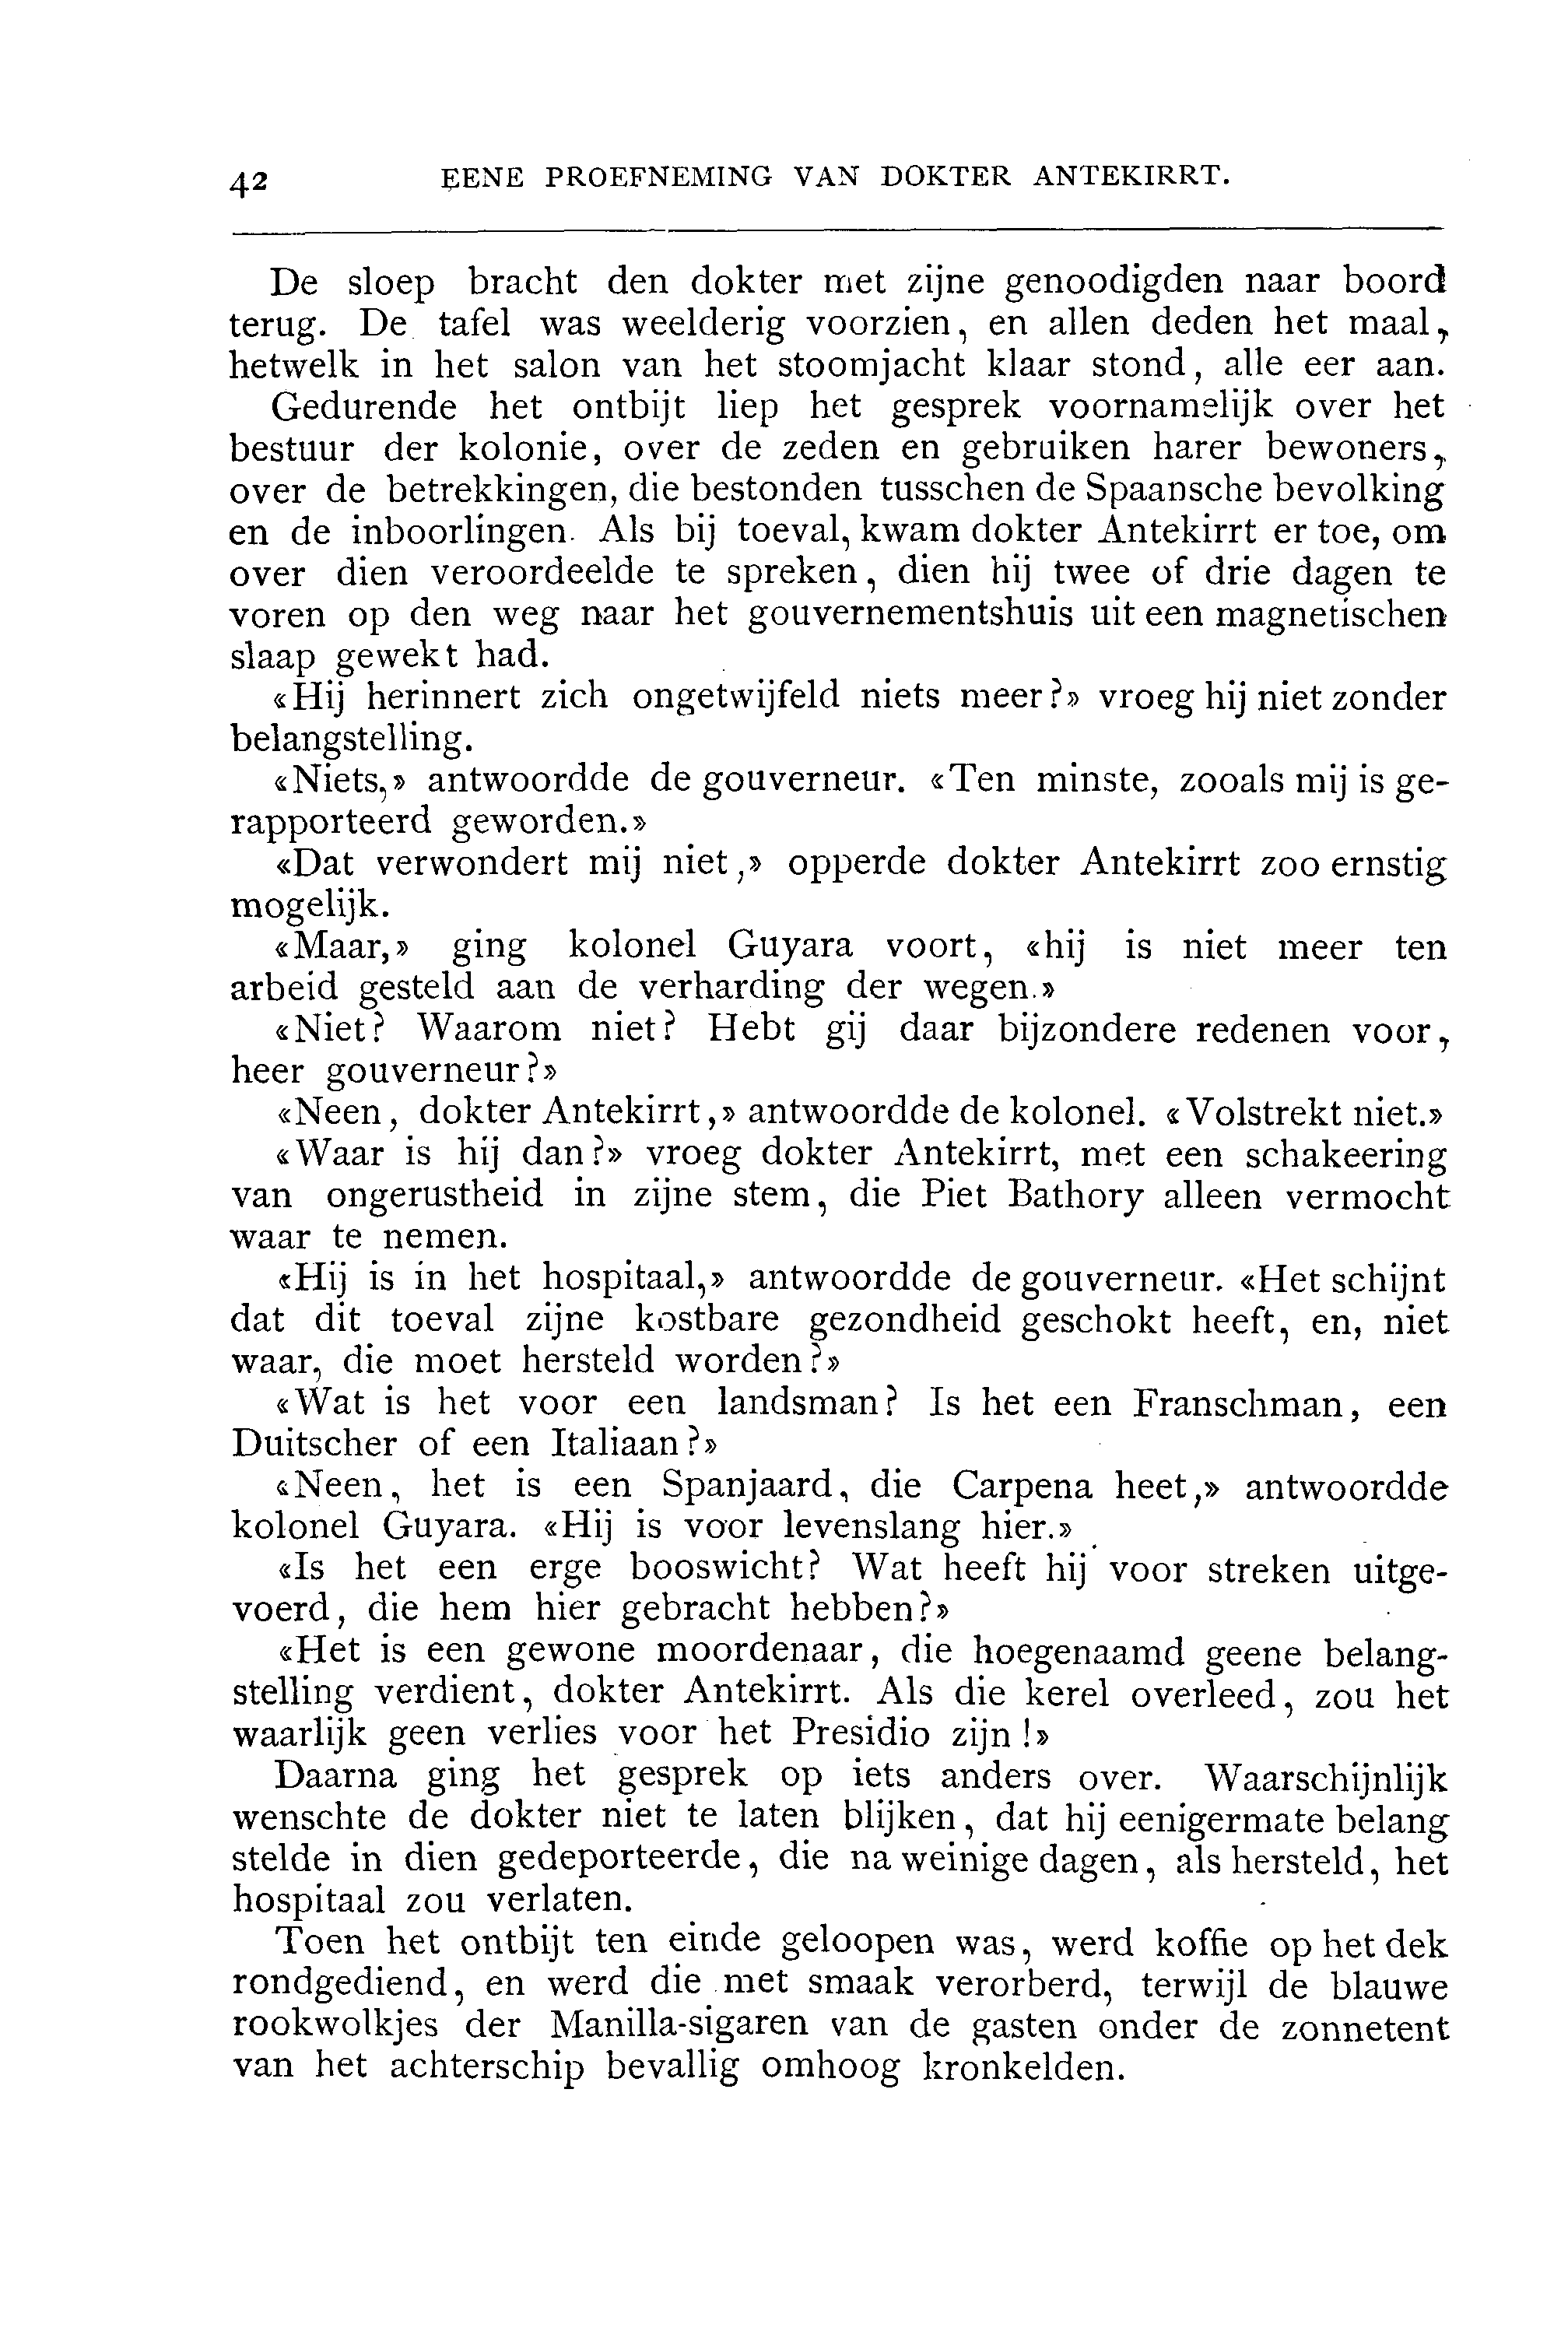 42 EENE PROEFNEMING VAN DOKTER ANTEKIRRT.
De sloep bracht den dokter met zijne genoodigden naar boord
terug. De tafel was weelderig voorzien, en allen deden het maal,
hetwelk in het salon van het stoomjacht klaar stond, alle eer aan.
Gedurende het ontbijt liep het gesprek voornamelijk over het
bestuur der kolonie, over de zeden en gebruiken harer bewoners,
over de betrekkingen, die bestonden tusschen de Spaansche bevolking
en de inboorlingen. Als bij toeval, kwam dokter Antekirrt er toe, om
over dien veroordeelde te spreken, dien hij twee of drie dagen te
voren op den weg naar het gouvernementshuis uit een magnetischen
slaap gewekt had.
«Hij herinnert zich ongetwijfeld niets meer?» vroeg hij niet zonder
belangstelling.
«Niets,» antwoordde de gouverneur. «Ten minste, zooals mij is ge-
rapporteerd geworden.»
«Dat verwondert mij niet,» opperde dokter Antekirrt zoo ernstig
mogelijk.
«Maar,» ging kolonel Guyara voort, «hij is niet meer ten
arbeid gesteld aan de verharding der wegen.»
«Niet? Waarom niet? Hebt gij daar bijzondere redenen voor,
heer gouverneur?»
«Neen, dokter Antekirrt,» antwoordde de kolonel. «Volstrekt niet.»
«Waar is hij dan?» vroeg dokter Antekirrt, met een schakeering
van ongerustheid in zijne stem, die Piet Bathory alleen vermocht
waar te nemen.
«Hij is in het hospitaal,» antwoordde de gouverneur. «Het schijnt
dat dit toeval zijne kostbare gezondheid geschokt heeft, en, niet
waar, die moet hersteld worden?»
«Wat is het voor een landsman? Is het een Franschman, een
Duitscher of een Italiaan?»
«Neen, het is een Spanjaard, die Carpena heet,» antwoordde
kolonel Guyara. «Hij is voor levenslang hier.»
«Is het een erge booswicht? Wat heeft hij voor streken uitge-
voerd, die hem hier gebracht hebben?»
«Het is een gewone moordenaar, die hoegenaamd geene belang-
stelling verdient, dokter Antekirrt. Als die kerel overleed, zou het
waarlijk geen verlies voor het Presidio zijn!»
Daarna ging het gesprek op iets anders over. Waarschijnlijk
wenschte de dokter niet te laten blijken, dat hij eenigermate belang
stelde in dien gedeporteerde, die na weinige dagen, als hersteld, het
hospitaal zou verlaten.
Toen het ontbijt ten einde geloopen was, werd koffie op het dek
rondgediend, en werd die met smaak verorberd, terwijl de blauwe
rookwolkjes der Manilla-sigaren van de gasten onder de zonnetent
van het achterschip bevallig omhoog kronkelden.